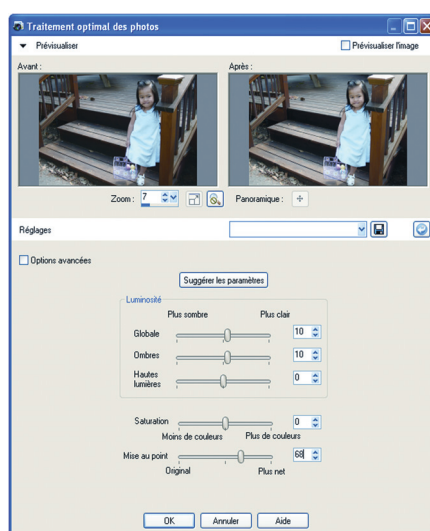 Traitement optimal des photos
Prévisualiser
Prévisualiser l'image
Avant :
Après :
Zoom : 7
Panoramique :
Réglages
Options avancées
Suggérer les paramètres
Luminosité
Plus sombre Plus clair
Globale 10
Ombres 10
Hautes lumières 0
Saturation 0
Moins de couleurs Plus de couleurs
Mise au point 68
Original Plus net
OK Annuler Aide